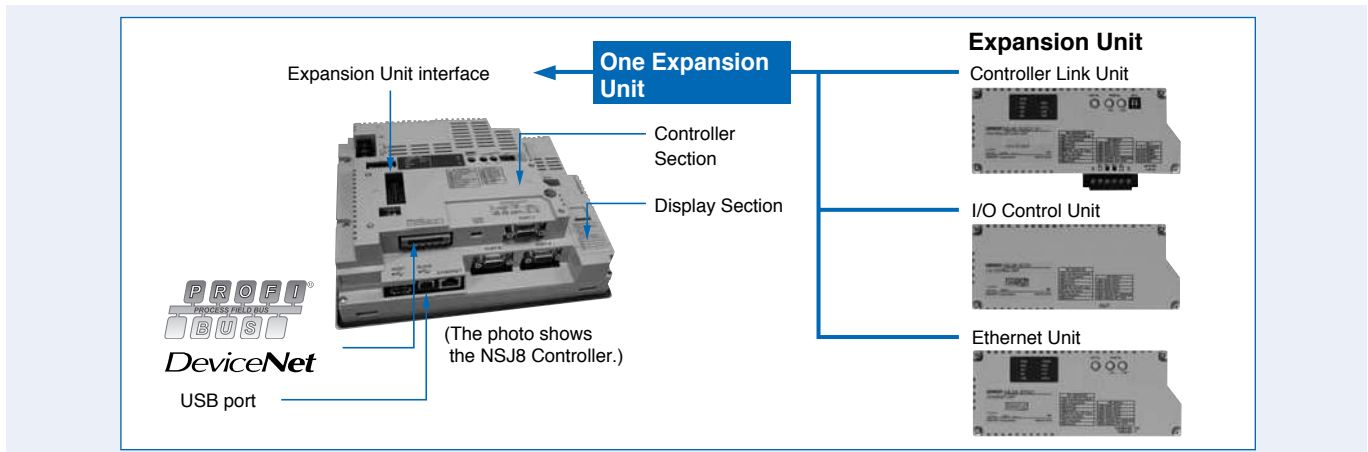 Expansion Unit interface
One Expansion
Unit
Expansion Unit
Controller Link Unit
Controller
Section
Display Section
I/O Control Unit
PROFI®
PROCESS FIELD BUS
BUS
DeviceNet
(The photo shows
the NSJ8 Controller.)
USB port
Ethernet Unit